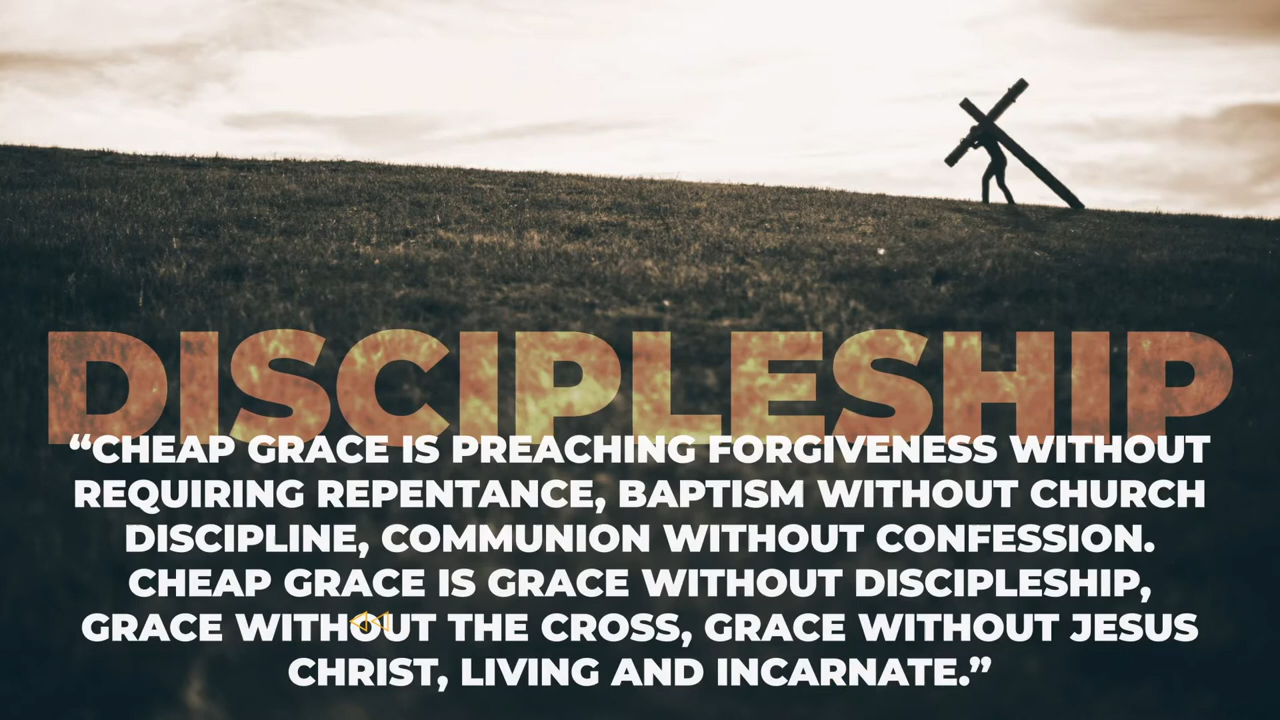 DISCIPLESHIP
“CHEAP GRACE IS PREACHING FORGIVENESS WITHOUT
REQUIRING REPENTANCE, BAPTISM WITHOUT CHURCH
DISCIPLINE, COMMUNION WITHOUT CONFESSION.
CHEAP GRACE IS GRACE WITHOUT DISCIPLESHIP,
GRACE WITHOUT THE CROSS, GRACE WITHOUT JESUS
CHRIST, LIVING AND INCARNATE.”